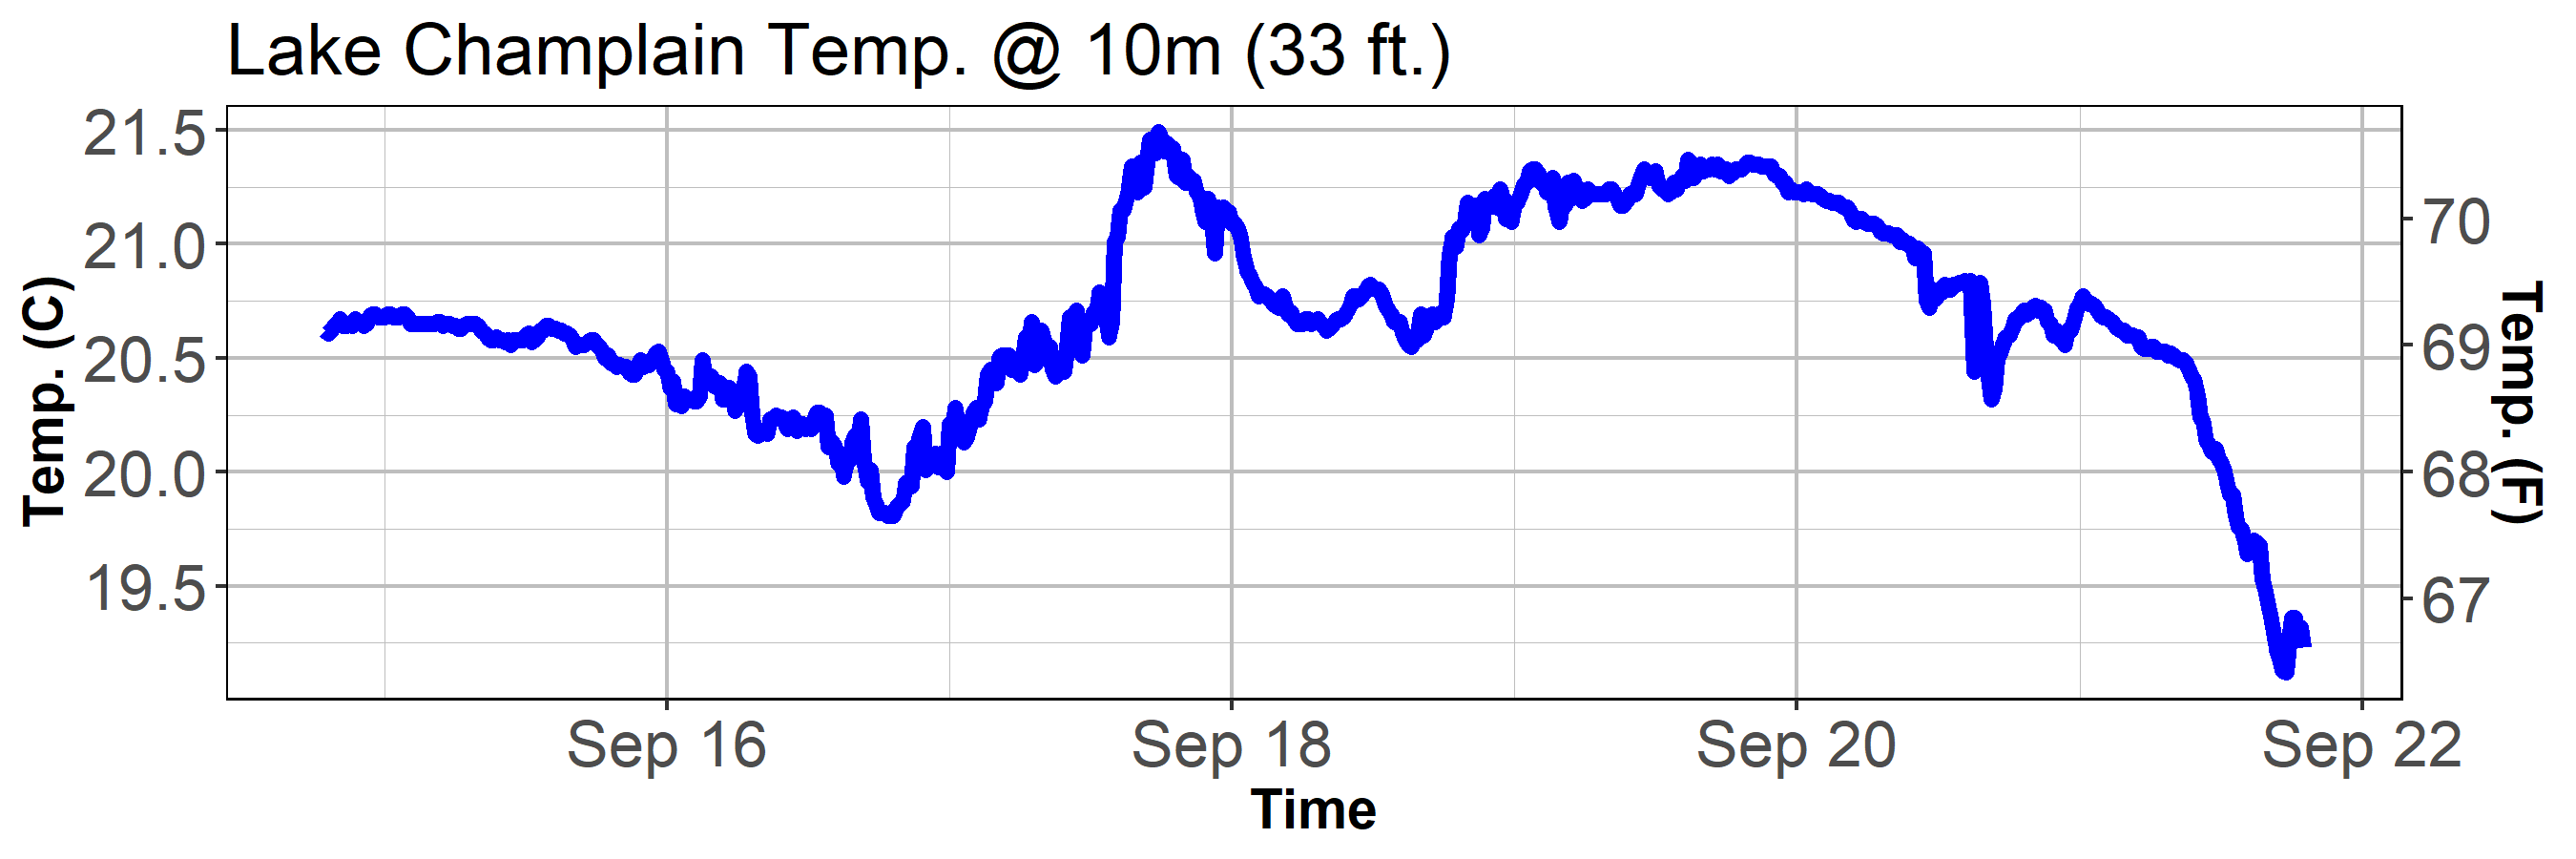 Lake Champlain Temp. @ 10m (33 ft.)
21.5
21.0
20.5
20.0
19.5
Temp. (C)
70
69
68
67
Temp. (F)
Sep 16 Sep 18 Sep 20 Sep 22
Time